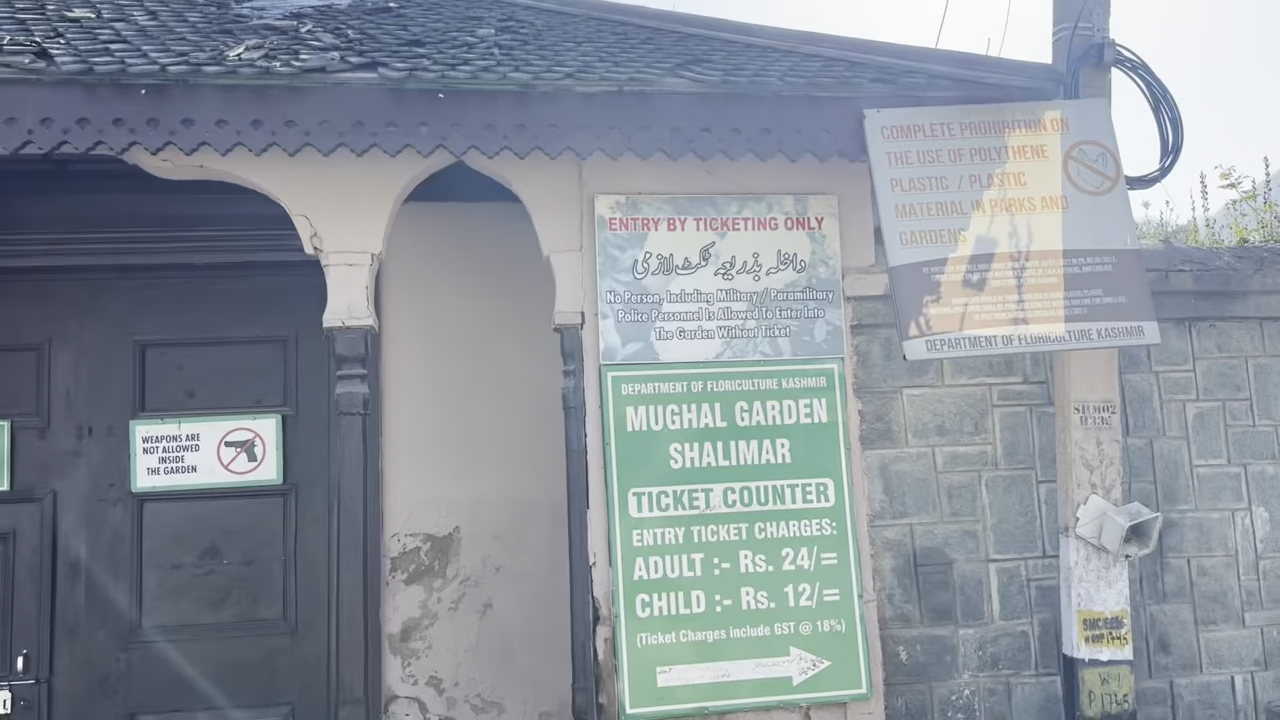 WEAPONS ARE
NOT ALLOWED
INSIDE
THE GARDEN
ENTRY BY TICKETING ONLY
داخلہ بذریعہ ٹکٹ لازمی
No Person, Including Military / Paramilitary
Police Personnel Is Allowed To Enter Into
The Garden Without Ticket
DEPARTMENT OF FLORICULTURE KASHMIR
MUGHAL GARDEN
SHALIMAR
TICKET COUNTER
ENTRY TICKET CHARGES:
ADULT :- Rs. 24/=
CHILD :- Rs. 12/=
(Ticket Charges include GST @ 18%)
COMPLETE PROHIBITION ON
THE USE OF POLYTHENE
PLASTIC / PLASTIC
MATERIAL IN PARKS AND
GARDENS
DEPARTMENT OF FLORICULTURE KASHMIR